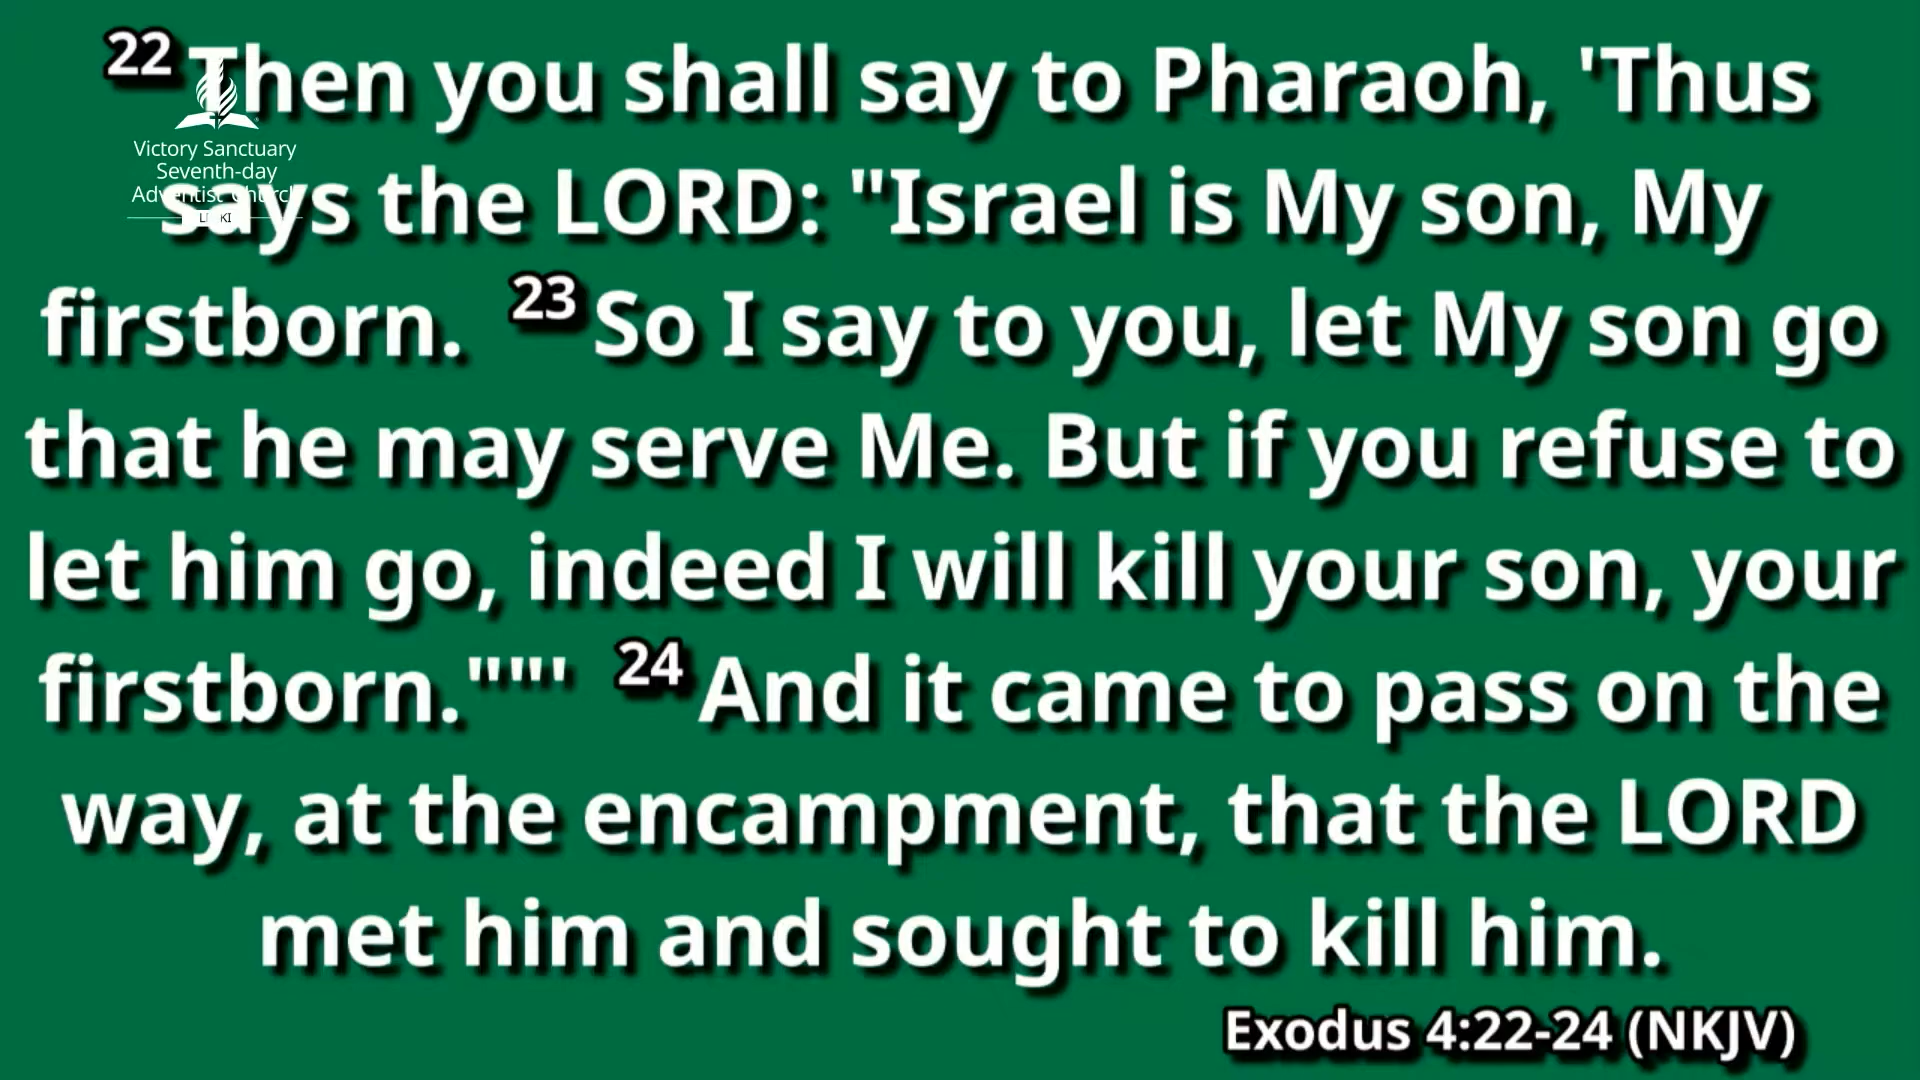 22 Then you shall say to Pharaoh, 'Thus
says the LORD: "Israel is My son, My
firstborn. 23 So I say to you, let My son go
that he may serve Me. But if you refuse to
let him go, indeed I will kill your son, your
firstborn."'"' 24 And it came to pass on the
way, at the encampment, that the LORD
met him and sought to kill him.
Exodus 4:22-24 (NKJV)
Victory Sanctuary
Seventh-day
Adventist Church